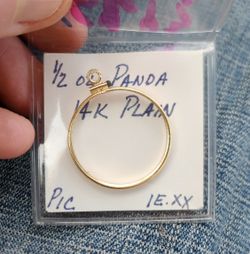 1/2 oz PANDA
14K PLAIN
PIC 1E.XX